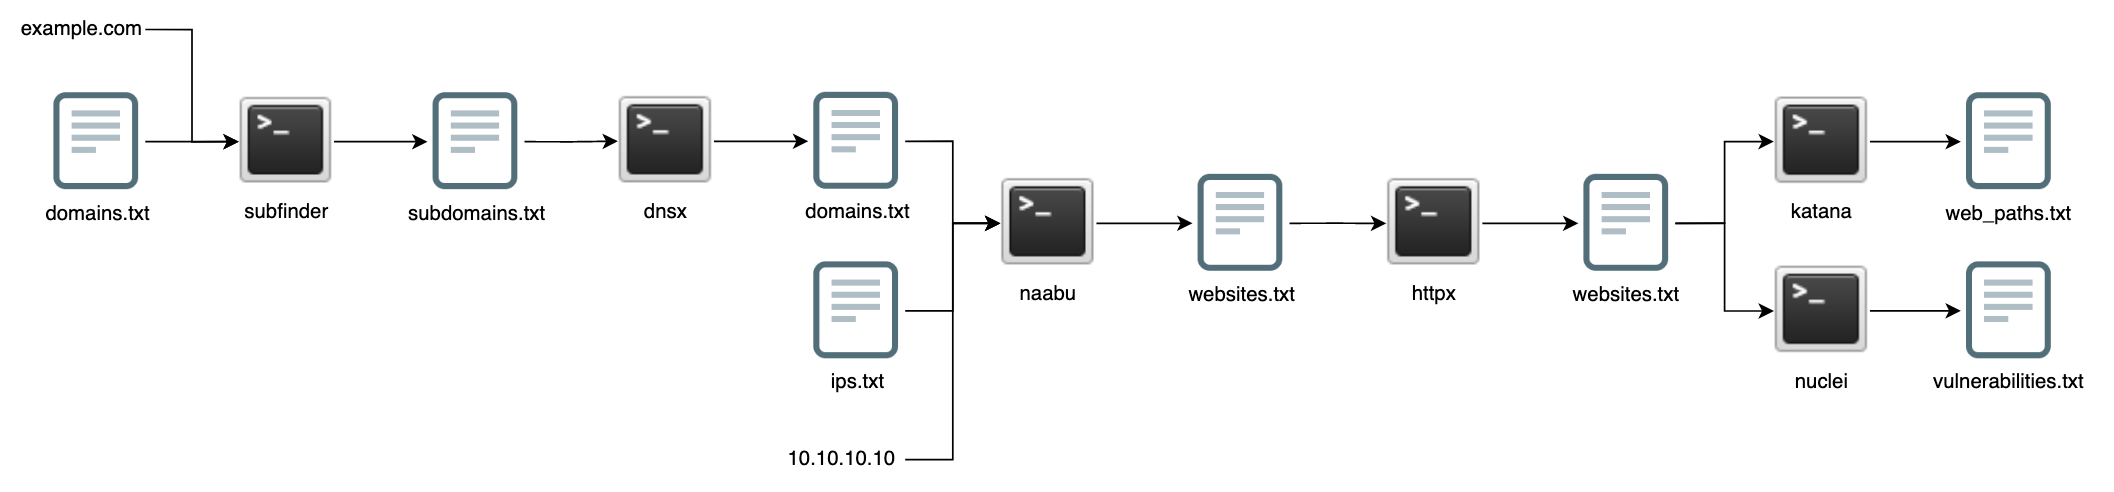 example.com
domains.txt
>_
subfinder
subdomains.txt
>_
dnsx
domains.txt
ips.txt
10.10.10.10
>_
naabu
websites.txt
>_
httpx
websites.txt
>_
katana
web_paths.txt
>_
nuclei
vulnerabilities.txt